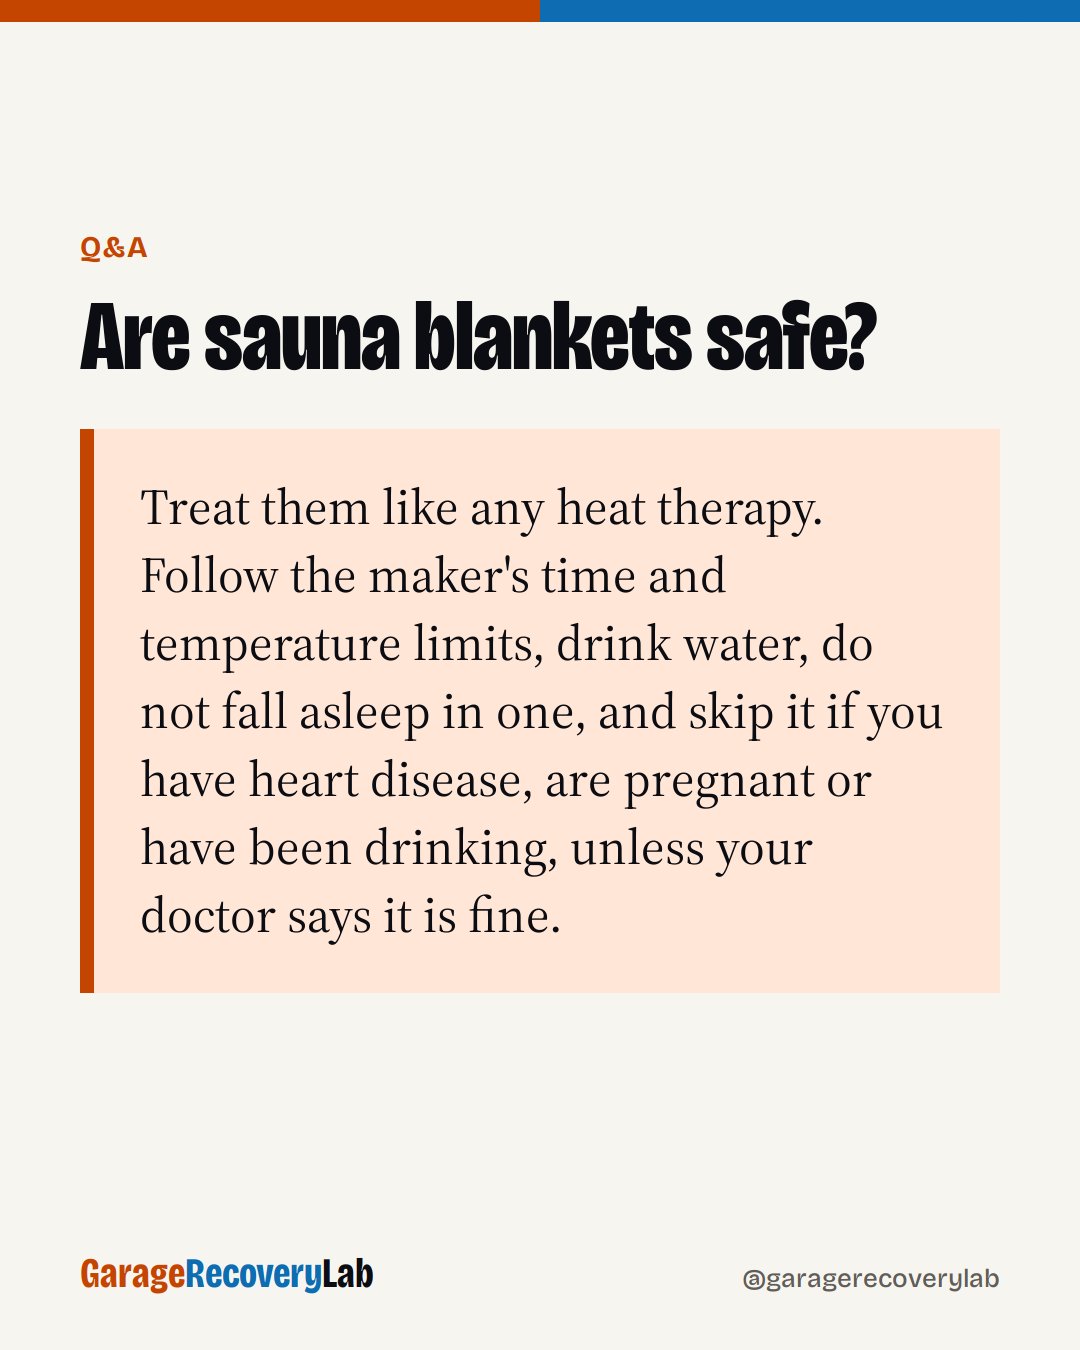 Q&A
Are sauna blankets safe?
Treat them like any heat therapy.
Follow the maker's time and
temperature limits, drink water, do
not fall asleep in one, and skip it if you
have heart disease, are pregnant or
have been drinking, unless your
doctor says it is fine.
GarageRecoveryLab
@garagerecoverylab